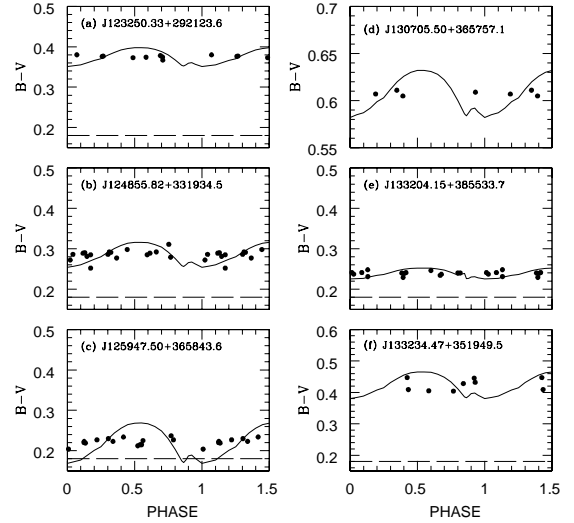 (a) J123250.33+292123.6
B−V
0.5
0.4
0.3
0.2
(b) J124855.82+331934.5
B−V
0.5
0.4
0.3
0.2
(c) J125947.50+365843.6
B−V
0.5
0.4
0.3
0.2
0 0.5 1.0 1.5
PHASE
(d) J130705.50+365757.1
B−V
0.7
0.65
0.6
0.55
(e) J133204.15+385533.7
B−V
0.5
0.4
0.3
0.2
(f) J133234.47+351949.5
B−V
0.6
0.4
0.2
0 0.5 1.0 1.5
PHASE